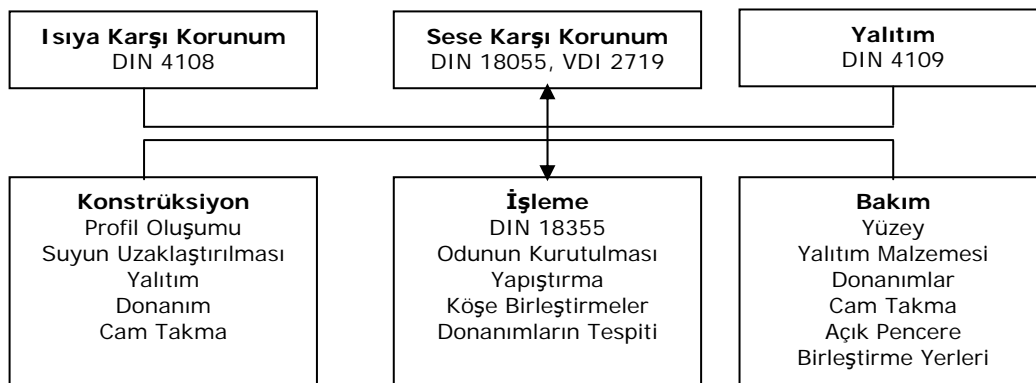 Isıya Karşı Korunum
DIN 4108
Sese Karşı Korunum
DIN 18055, VDI 2719
Yalıtım
DIN 4109
Konstrüksiyon
Profil Oluşumu
Suyun Uzaklaştırılması
Yalıtım
Donanım
Cam Takma
İşleme
DIN 18355
Odunun Kurutulması
Yapıştırma
Köşe Birleştirmeler
Donanımların Tespiti
Bakım
Yüzey
Yalıtım Malzemesi
Donanımlar
Cam Takma
Açık Pencere
Birleştirme Yerleri